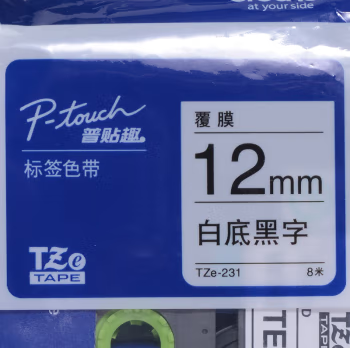 at your side
P-touch
普贴趣
标签色带
TZe
TAPE
覆膜
12mm
白底黑字
TZe-231
8米